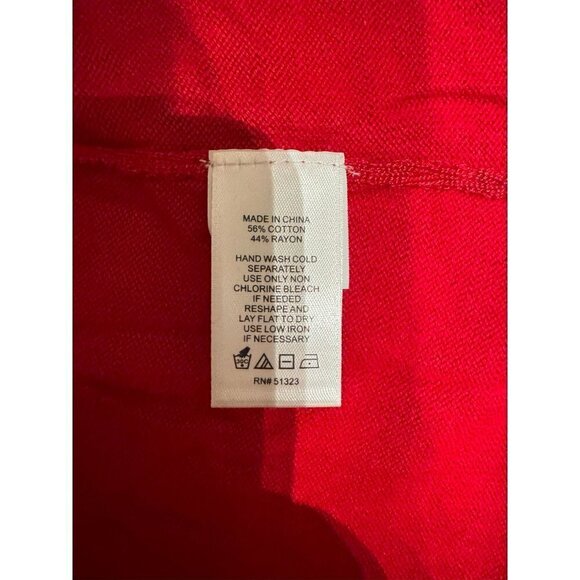 MADE IN CHINA
56% COTTON
44% RAYON
HAND WASH COLD
SEPARATELY
USE ONLY NON
CHLORINE BLEACH
IF NEEDED
RESHAPE AND
LAY FLAT TO DRY
USE LOW IRON
IF NECESSARY
30C
RN# 51323